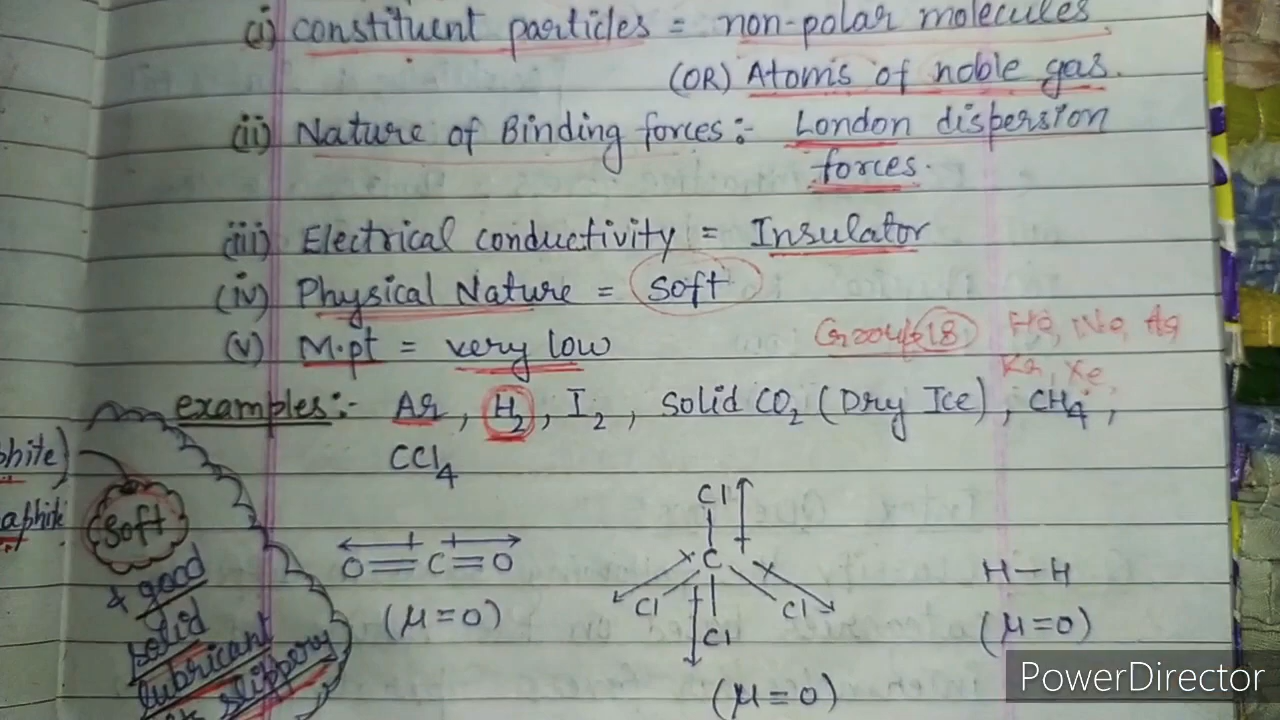 (i) constituent particles = non-polar molecules.
(OR) Atoms of noble gas.
(ii) Nature of Binding forces:- London dispersion
forces.
(iii) Electrical conductivity = Insulator
(iv) Physical Nature = soft
(v) M.pt = very low
Group 18 He, Ne, Ar
Kr, Xe,
examples:- Ar, H2, I2, solid CO2 (Dry Ice), CH4,
CCl4
phite)
aphite
soft
+ good
solid
lubricant
slippery
O=C=O
(μ=0)
Cl
C
Cl Cl
Cl
(μ=0)
H-H
(μ=0)
PowerDirector